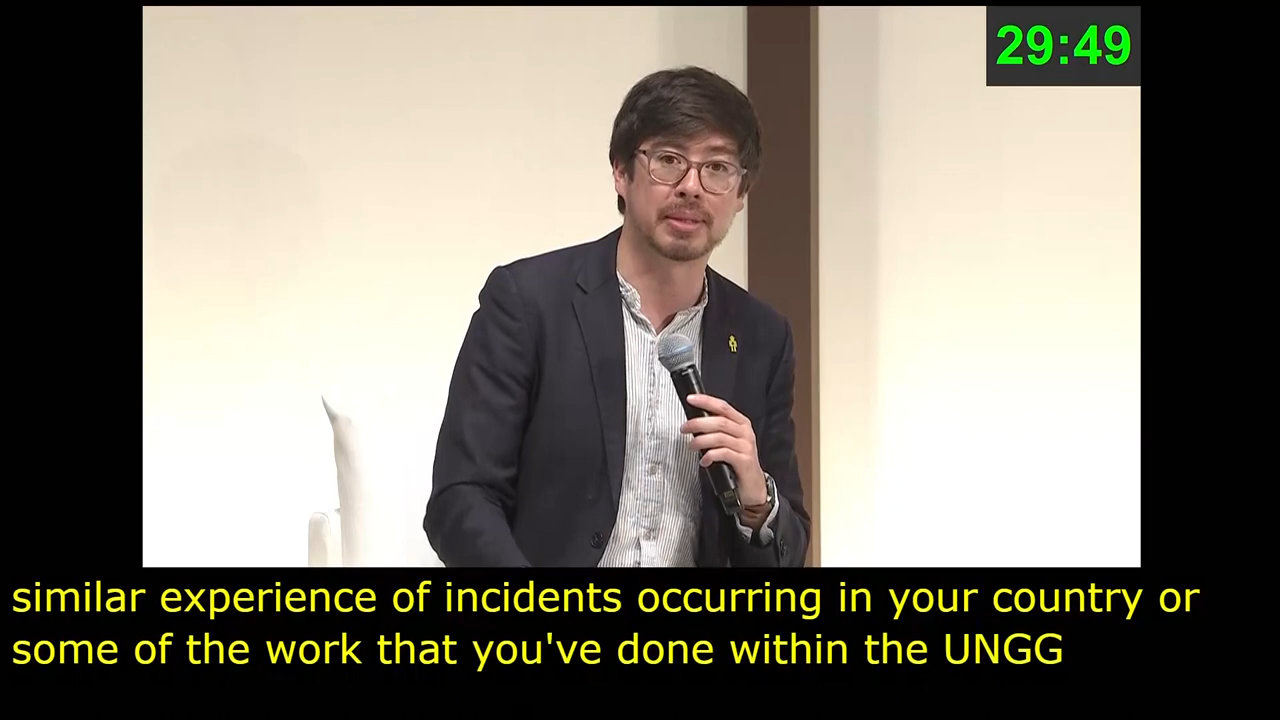 29:49
similar experience of incidents occurring in your country or
some of the work that you've done within the UNGG